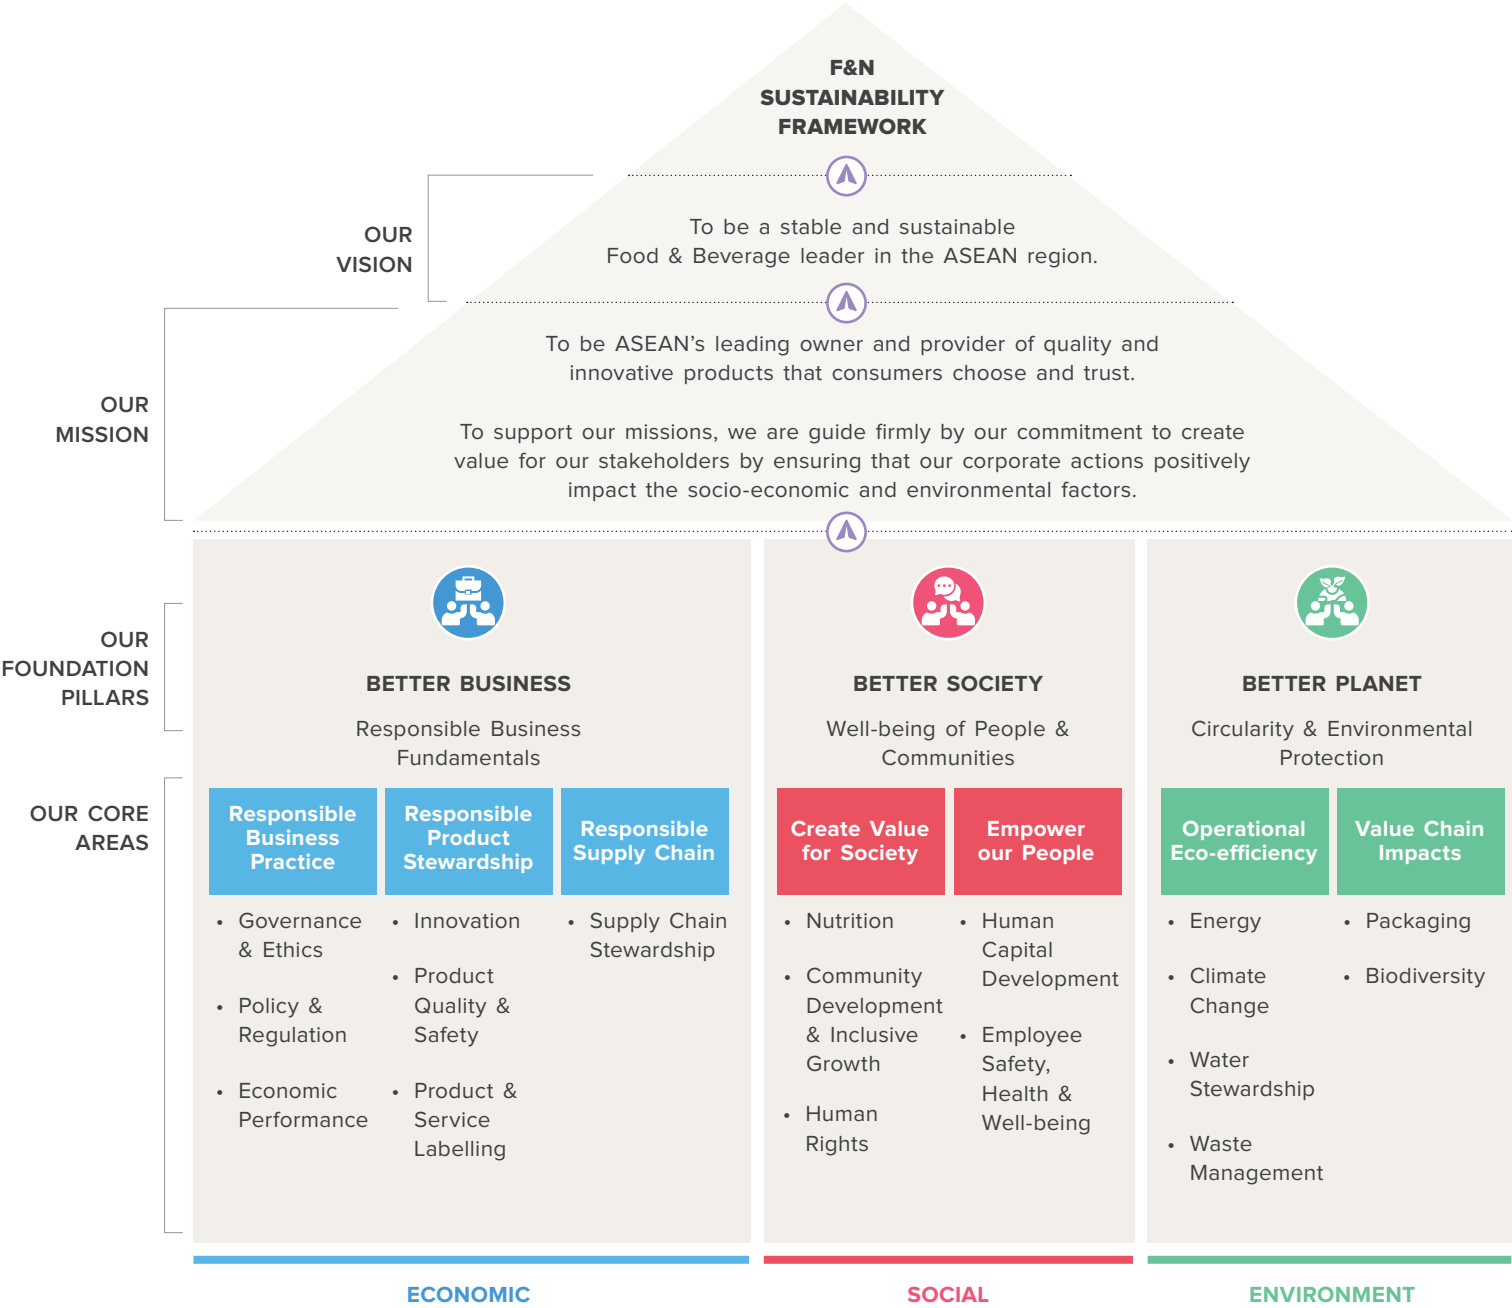 F&N
SUSTAINABILITY
FRAMEWORK
OUR
VISION
To be a stable and sustainable
Food & Beverage leader in the ASEAN region.
OUR
MISSION
To be ASEAN's leading owner and provider of quality and
innovative products that consumers choose and trust.
To support our missions, we are guide firmly by our commitment to create
value for our stakeholders by ensuring that our corporate actions positively
impact the socio-economic and environmental factors.
OUR
FOUNDATION
PILLARS
BETTER BUSINESS
Responsible Business
Fundamentals
BETTER SOCIETY
Well-being of People &
Communities
BETTER PLANET
Circularity & Environmental
Protection
OUR CORE
AREAS
Responsible
Business
Practice
• Governance
& Ethics
• Policy &
Regulation
• Economic
Performance
Responsible
Product
Stewardship
• Innovation
• Product
Quality &
Safety
• Product &
Service
Labelling
Responsible
Supply Chain
• Supply Chain
Stewardship
Create Value
for Society
• Nutrition
• Community
Development
& Inclusive
Growth
• Human
Rights
Empower
our People
• Human
Capital
Development
• Employee
Safety,
Health &
Well-being
Operational
Eco-efficiency
• Energy
• Climate
Change
• Water
Stewardship
• Waste
Management
Value Chain
Impacts
• Packaging
• Biodiversity
ECONOMIC
SOCIAL
ENVIRONMENT